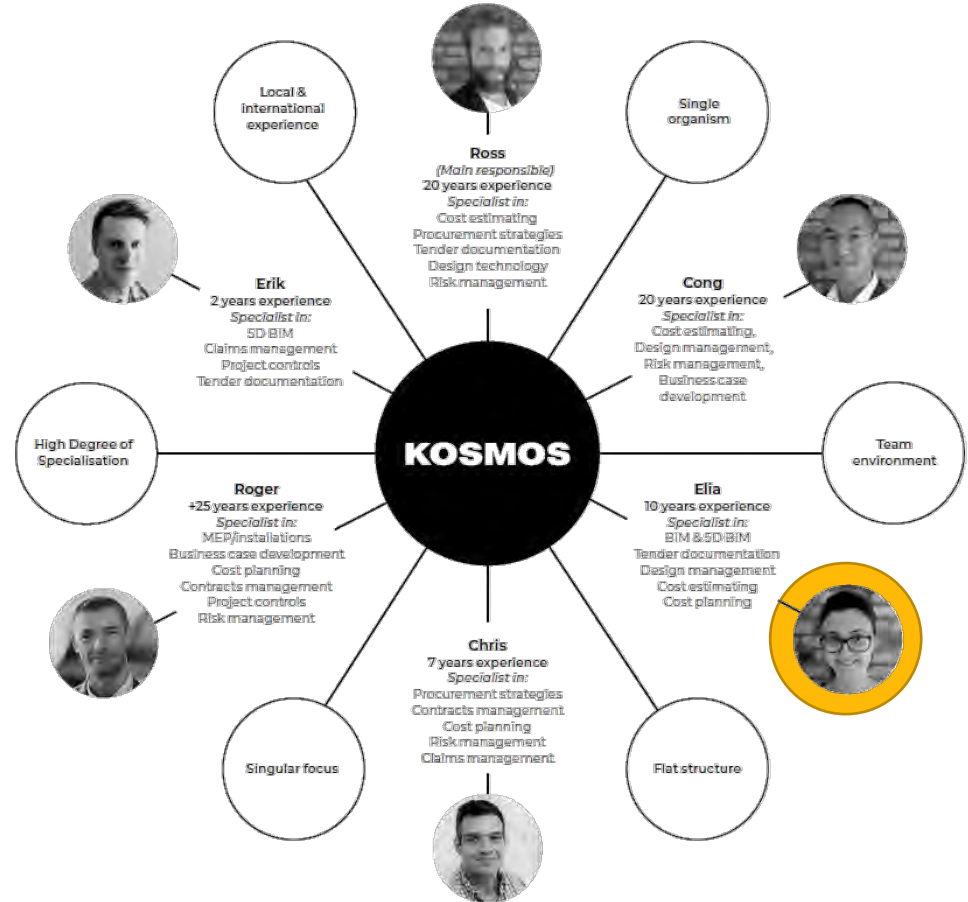 Local &
international
experience
Ross
(Main responsible)
20 years experience
Specialist in:
Cost estimating
Procurement strategies
Tender documentation
Design technology
Risk management
Single
organism
Erik
2 years experience
Specialist in:
5D BIM
Claims management
Project controls
Tender documentation
Cong
20 years experience
Specialist in:
Cost estimating,
Design management,
Risk management,
Business case
development
High Degree of
Specialisation
KOSMOS
Team
environment
Roger
+25 years experience
Specialist in:
MEP/installations
Business case development
Cost planning
Contracts management
Project controls
Risk management
Elia
10 years experience
Specialist in:
BIM & 5D BIM
Tender documentation
Design management
Cost estimating
Cost planning
Chris
7 years experience
Specialist in:
Procurement strategies
Contracts management
Cost planning
Risk management
Claims management
Singular focus
Flat structure